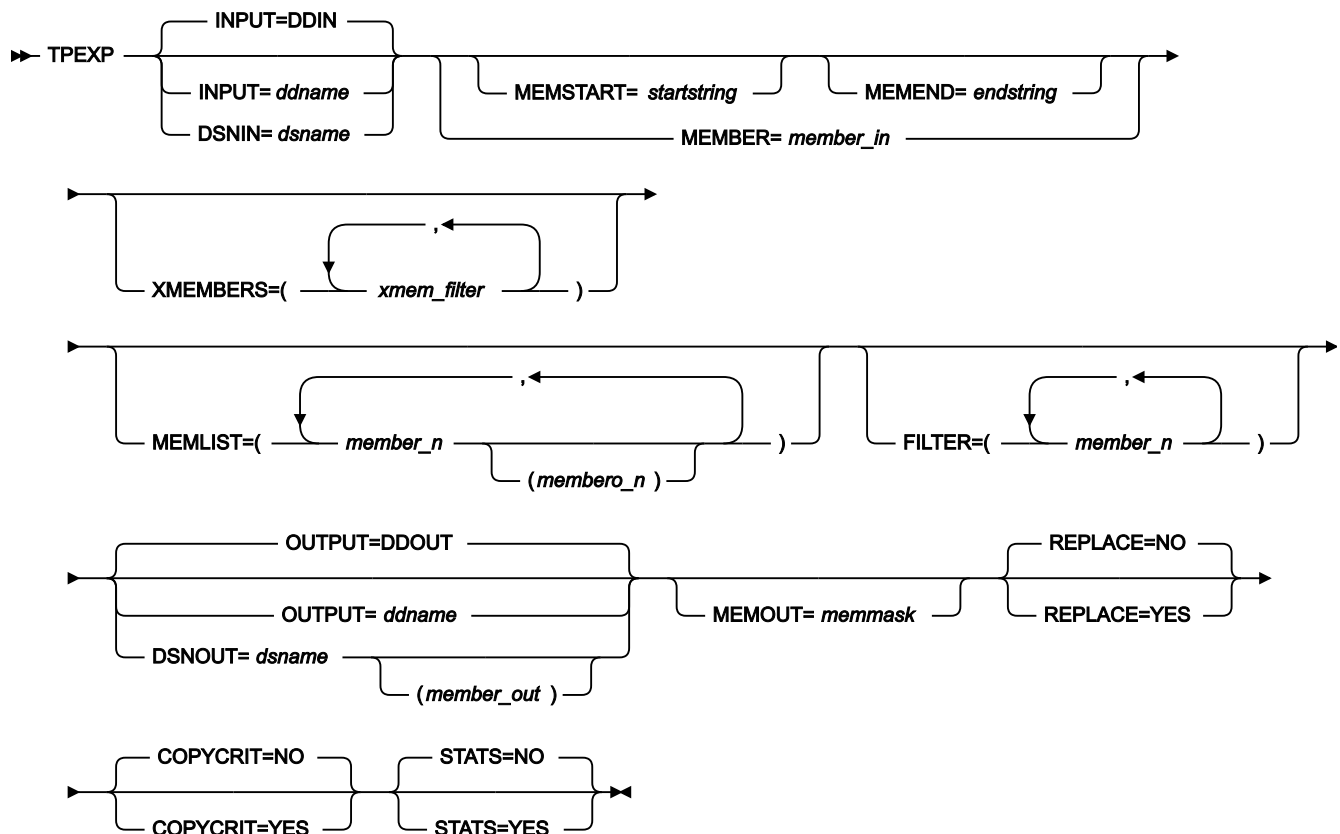 INPUT=DDIN
TPEXP
INPUT= ddname
DSNIN= dsname
MEMSTART= startstring
MEMEND= endstring
MEMBER= member_in
,
XMEMBERS=( xmem_filter )
,
MEMLIST=( member_n )
(membero_n )
,
FILTER=( member_n )
OUTPUT=DDOUT
OUTPUT= ddname
DSNOUT= dsname
(member_out )
MEMOUT= memmask
REPLACE=NO
REPLACE=YES
COPYCRIT=NO
COPYCRIT=YES
STATS=NO
STATS=YES